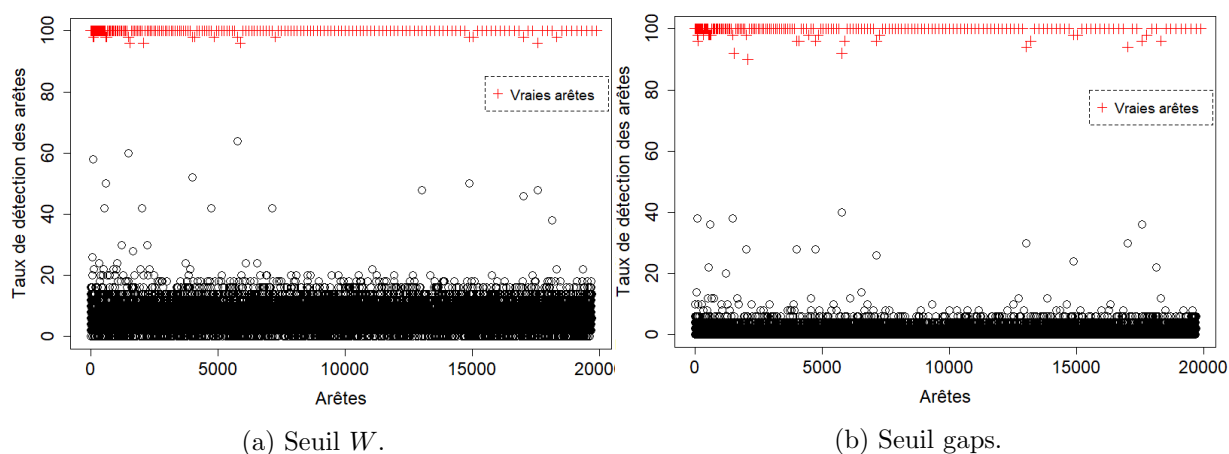 Taux de détection des arêtes
100
80
60
40
20
0
Vraies arêtes
0 5000 10000 15000 20000
Arêtes
(a) Seuil W.
Taux de détection des arêtes
100
80
60
40
20
0
Vraies arêtes
0 5000 10000 15000 20000
Arêtes
(b) Seuil gaps.